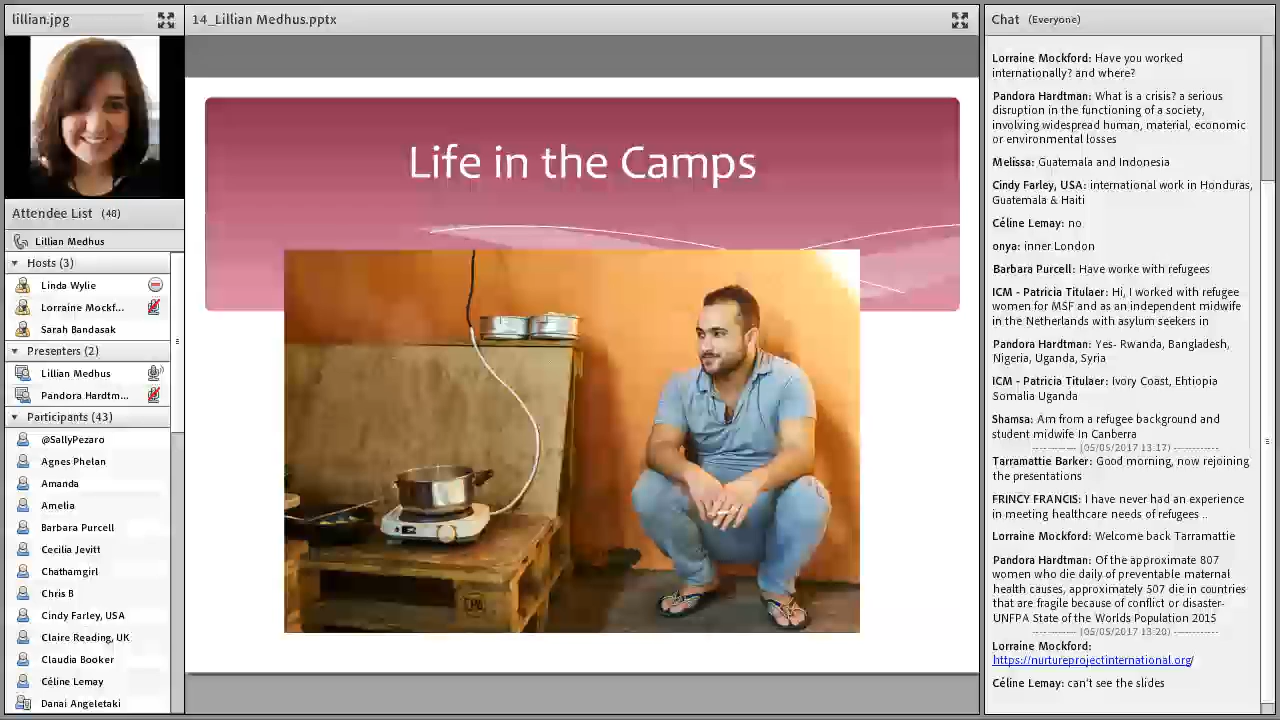 lillian.jpg
Attendee List (48)
Lillian Medhus
Hosts (3)
Linda Wylie
Lorraine Mockf...
Sarah Bandasak
Presenters (2)
Lillian Medhus
Pandora Hardtm...
Participants (43)
@SallyPezaro
Agnes Phelan
Amanda
Amelia
Barbara Purcell
Cecilia Jevitt
Chathamgirl
Chris B
Cindy Farley, USA
Claire Reading, UK
Claudia Booker
Céline Lemay
Danai Angeletaki
14_Lillian Medhus.pptx
Life in the Camps
Chat (Everyone)
Lorraine Mockford: Have you worked
internationally? and where?
Pandora Hardtman: What is a crisis? a serious
disruption in the functioning of a society,
involving widespread human, material, economic
or environmental losses
Melissa: Guatemala and Indonesia
Cindy Farley, USA: international work in Honduras,
Guatemala & Haiti
Céline Lemay: no
onya: inner London
Barbara Purcell: Have worke with refugees
ICM - Patricia Titulaer: Hi, I worked with refugee
women for MSF and as an independent midwife
in the Netherlands with asylum seekers in
Pandora Hardtman: Yes- Rwanda, Bangladesh,
Nigeria, Uganda, Syria
ICM - Patricia Titulaer: Ivory Coast, Ehtiopia
Somalia Uganda
Shamsa: Am from a refugee background and
student midwife In Canberra
------------ (05/05/2017 13:17) ------------
Tarramattie Barker: Good morning, now rejoining
the presentations
FRINCY FRANCIS: I have never had an experience
in meeting healthcare needs of refugees ..
Lorraine Mockford: Welcome back Tarramattie
Pandora Hardtman: Of the approximate 807
women who die daily of preventable maternal
health causes, approximately 507 die in countries
that are fragile because of conflict or disaster-
UNFPA State of the Worlds Population 2015
------------ (05/05/2017 13:20) ------------
Lorraine Mockford:
https://nurtureprojectinternational.org/
Céline Lemay: can't see the slides